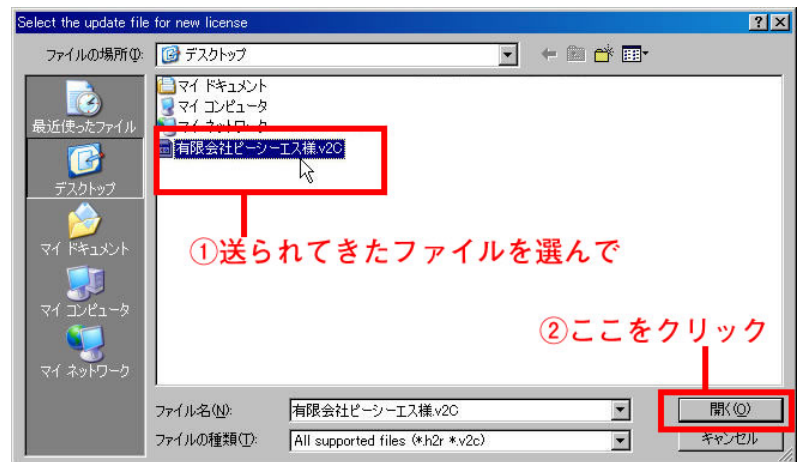 Select the update file for new license
ファイルの場所(I):
デスクトップ
最近使ったファイル
デスクトップ
マイ ドキュメント
マイ コンピュータ
マイ ネットワーク
マイ ドキュメント
マイ コンピュータ
マイ ネットワーク
有限会社ピーシーエス様.v2C
①送られてきたファイルを選んで
②ここをクリック
ファイル名(N):
有限会社ピーシーエス様.v2C
開く(O)
ファイルの種類(T):
All supported files (*.h2r *.v2c)
キャンセル